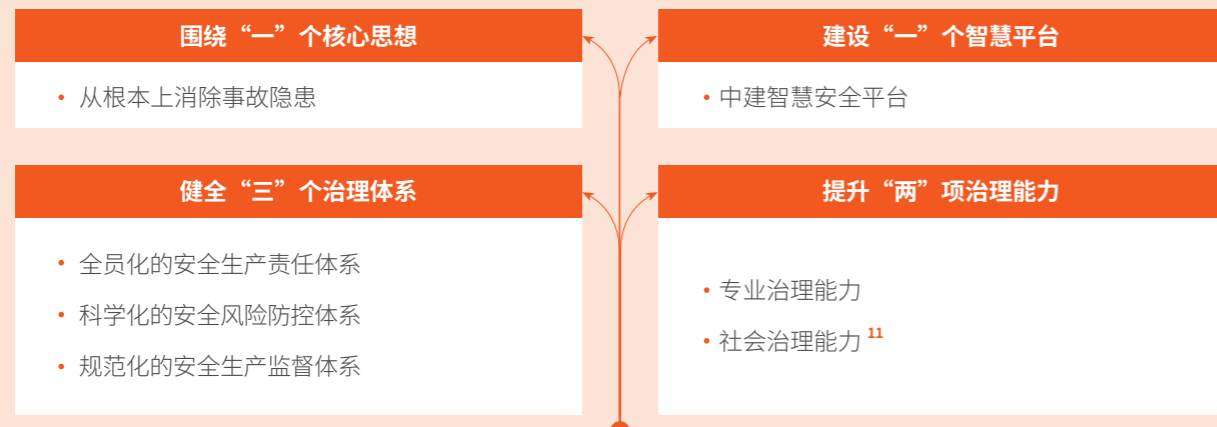 围绕“一”个核心思想
• 从根本上消除事故隐患
建设“一”个智慧平台
• 中建智慧安全平台
健全“三”个治理体系
• 全员化的安全生产责任体系
• 科学化的安全风险防控体系
• 规范化的安全生产监督体系
提升“两”项治理能力
• 专业治理能力
• 社会治理能力 11